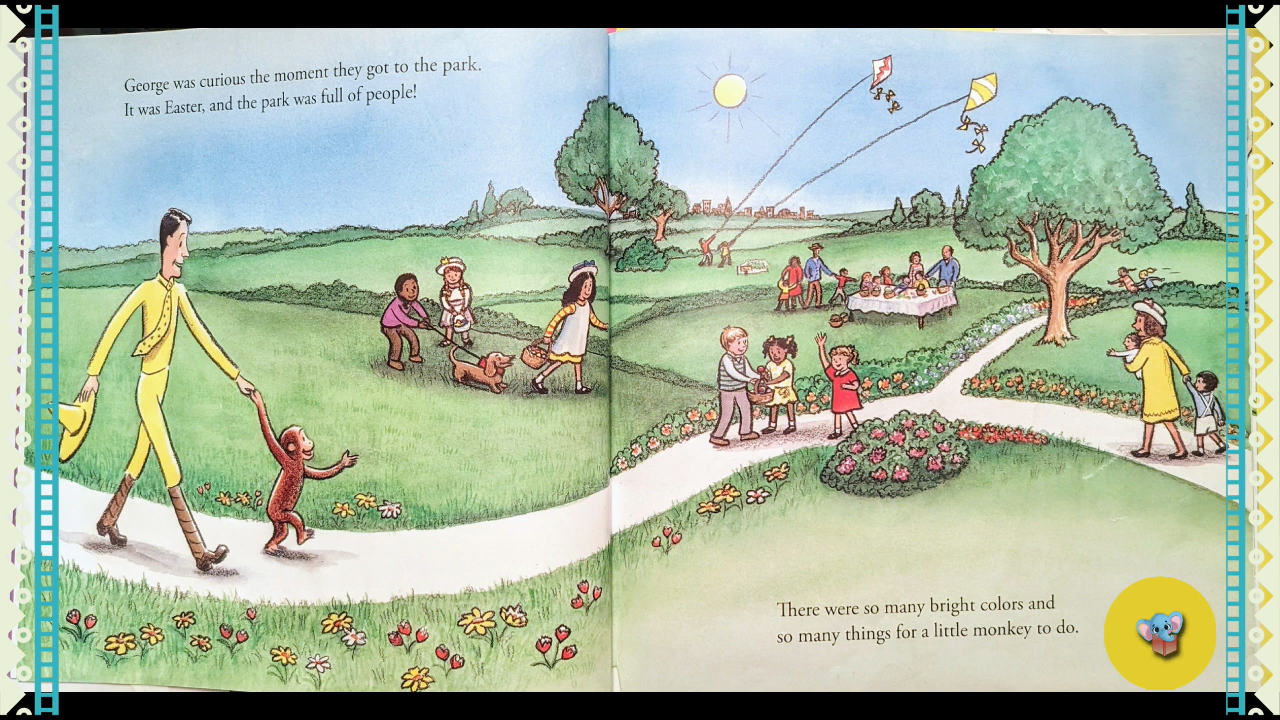 George was curious the moment they got to the park.
It was Easter, and the park was full of people!
There were so many bright colors and
so many things for a little monkey to do.